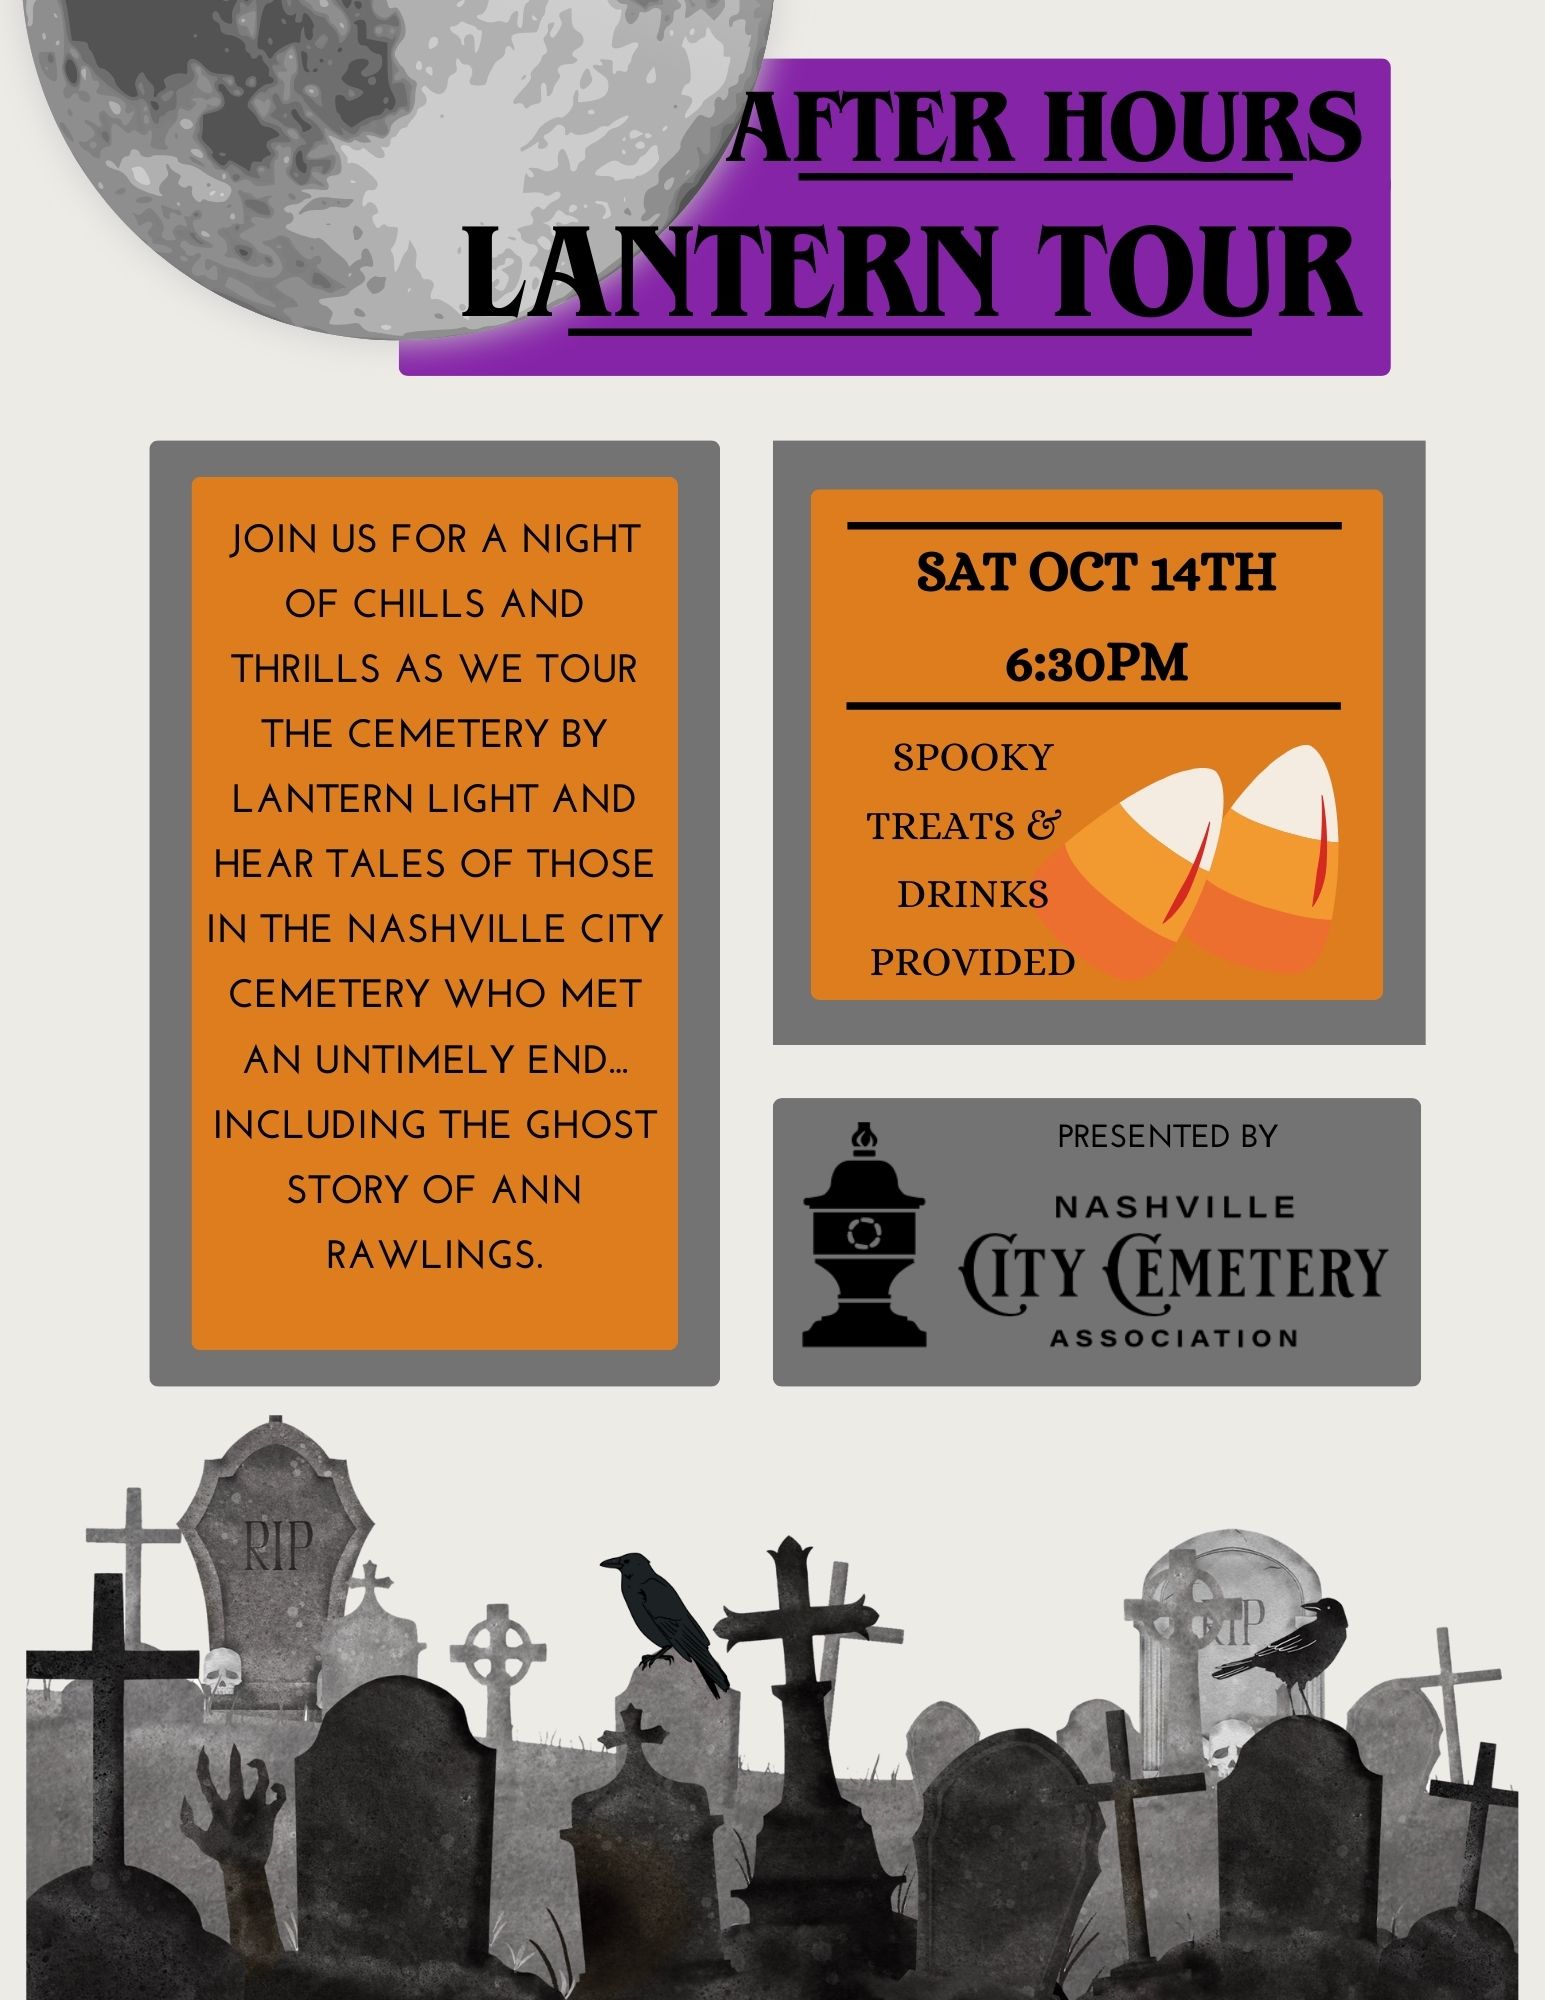 AFTER HOURS
LANTERN TOUR
JOIN US FOR A NIGHT
OF CHILLS AND
THRILLS AS WE TOUR
THE CEMETERY BY
LANTERN LIGHT AND
HEAR TALES OF THOSE
IN THE NASHVILLE CITY
CEMETERY WHO MET
AN UNTIMELY END...
INCLUDING THE GHOST
STORY OF ANN
RAWLINGS.
SAT OCT 14TH
6:30PM
SPOOKY
TREATS &
DRINKS
PROVIDED
PRESENTED BY
NASHVILLE
CITY CEMETERY
ASSOCIATION
RIP
RIP